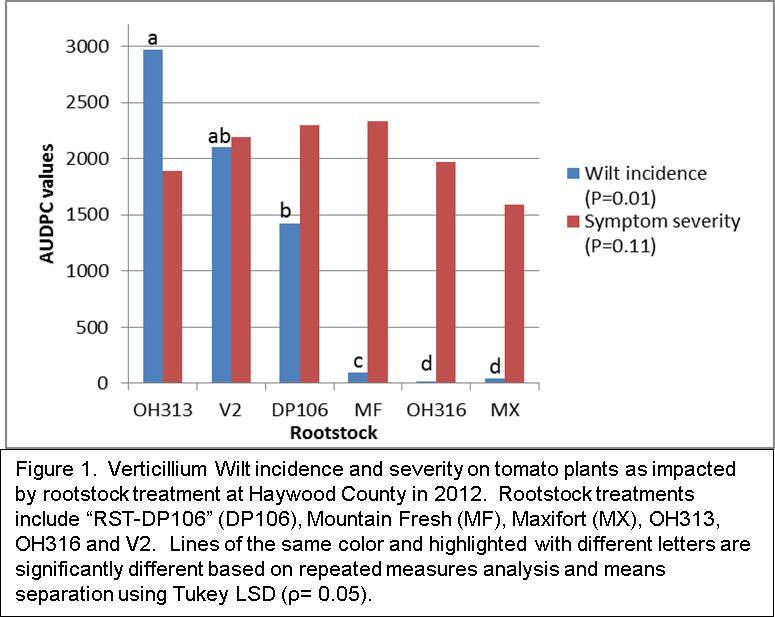 3000
2500
2000
1500
1000
500
0
AUDPC values
a
ab
b
c
d
d
OH313 V2 DP106 MF OH316 MX
Rootstock
Wilt incidence
(P=0.01)
Symptom severity
(P=0.11)
Figure 1. Verticillium Wilt incidence and severity on tomato plants as impacted
by rootstock treatment at Haywood County in 2012. Rootstock treatments
include “RST-DP106” (DP106), Mountain Fresh (MF), Maxifort (MX), OH313,
OH316 and V2. Lines of the same color and highlighted with different letters are
significantly different based on repeated measures analysis and means
separation using Tukey LSD (ρ= 0.05).